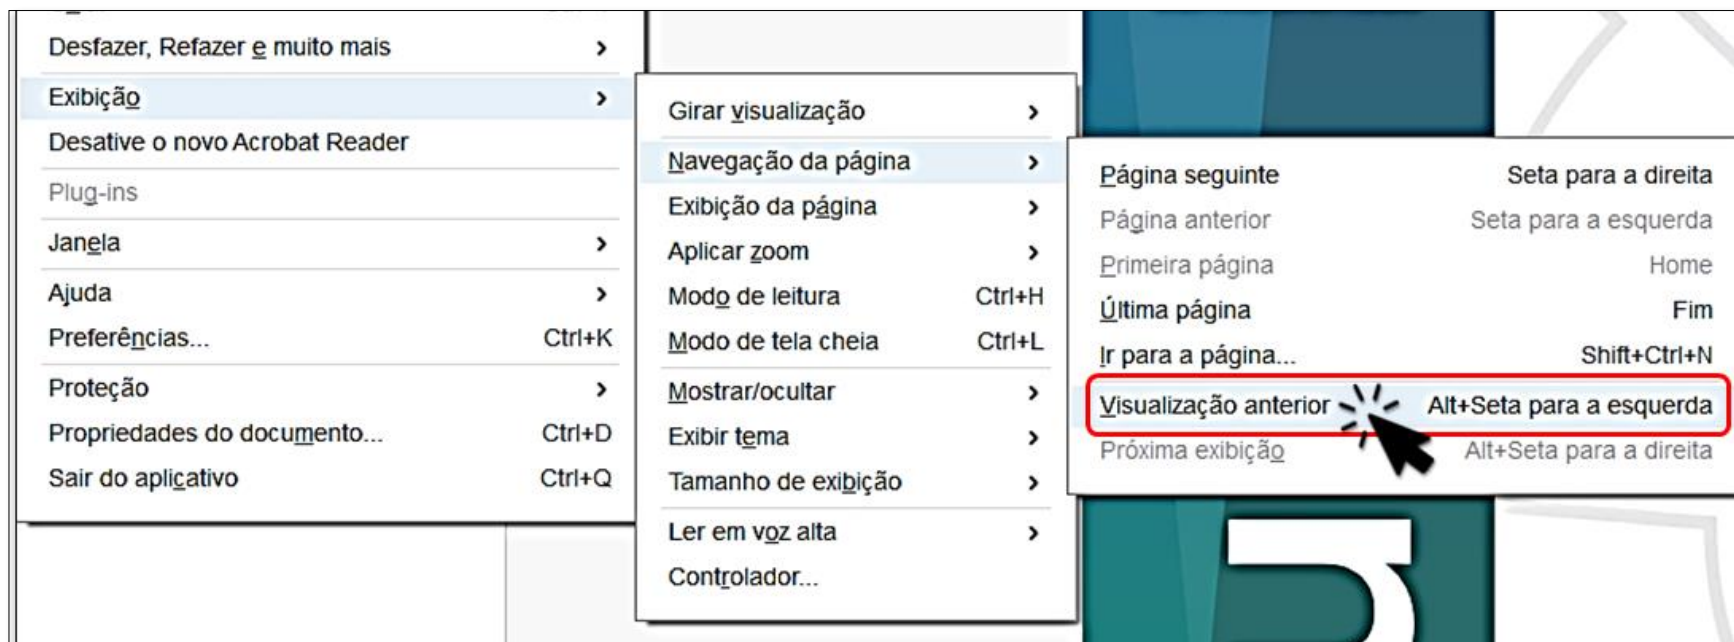 Desfazer, Refazer e muito mais
Exibição
Desative o novo Acrobat Reader
Plug-ins
Janela
Ajuda
Preferências... Ctrl+K
Proteção
Propriedades do documento... Ctrl+D
Sair do aplicativo Ctrl+Q
Girar visualização
Navegação da página
Exibição da página
Aplicar zoom
Modo de leitura Ctrl+H
Modo de tela cheia Ctrl+L
Mostrar/ocultar
Exibir tema
Tamanho de exibição
Ler em voz alta
Controlador...
Página seguinte Seta para a direita
Página anterior Seta para a esquerda
Primeira página Home
Última página Fim
Ir para a página... Shift+Ctrl+N
Visualização anterior Alt+Seta para a esquerda
Próxima exibição Alt+Seta para a direita